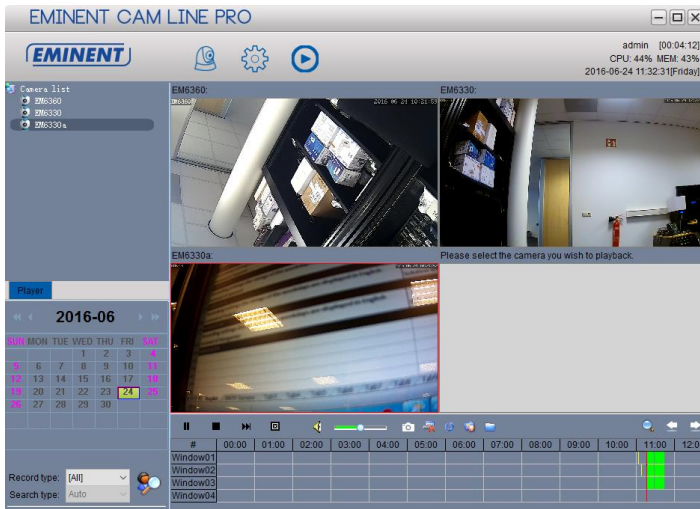 EMINENT CAM LINE PRO
EMINENT
admin [00:04:12]
CPU: 44% MEM: 43%
2016-06-24 11:32:31[Friday]
Camera list
EM6360
EM6330
EM6330a
EM6360:
EM6330:
EM6330a:
Please select the camera you wish to playback.
Player
2016-06
SUN MON TUE WED THU FRI SAT
1 2 3 4
5 6 7 8 9 10 11
12 13 14 15 16 17 18
19 20 21 22 23 24 25
26 27 28 29 30
Record type: [All]
Search type: Auto
# 00:00 01:00 02:00 03:00 04:00 05:00 06:00 07:00 08:00 09:00 10:00 11:00 12:0
Window01
Window02
Window03
Window04